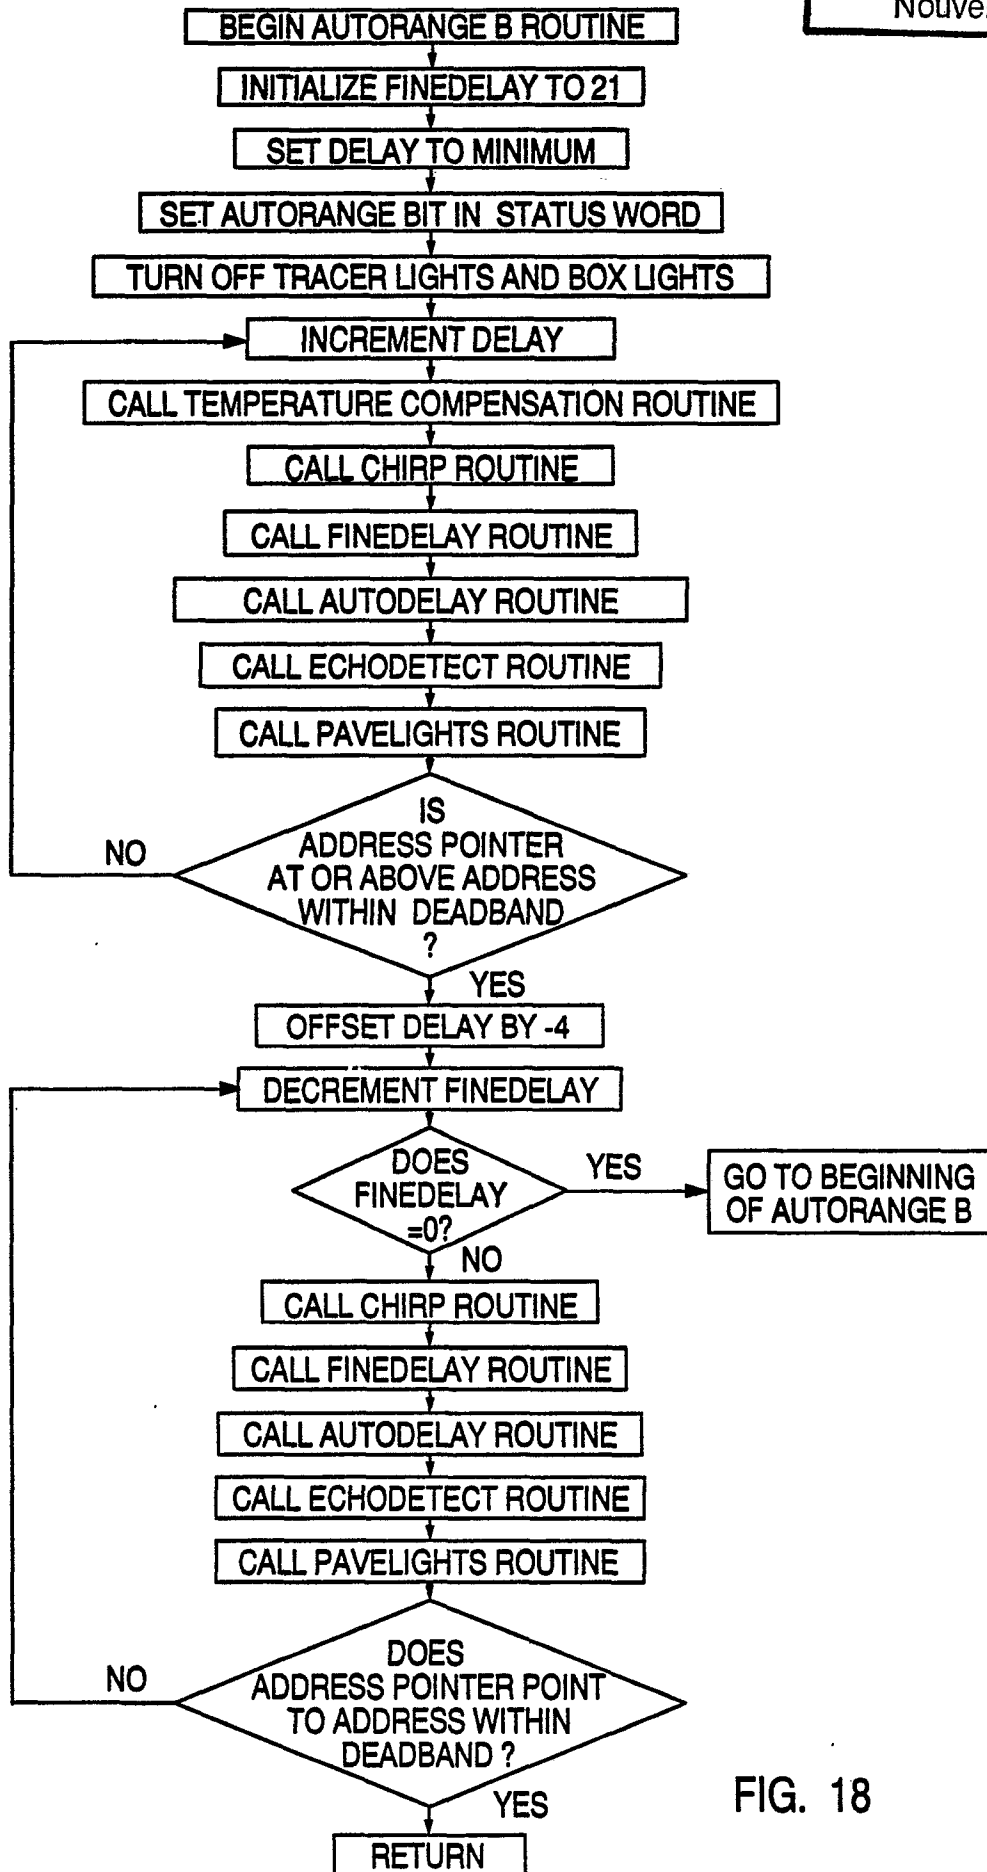 Nouve
BEGIN AUTORANGE B ROUTINE
INITIALIZE FINEDELAY TO 21
SET DELAY TO MINIMUM
SET AUTORANGE BIT IN STATUS WORD
TURN OFF TRACER LIGHTS AND BOX LIGHTS
INCREMENT DELAY
CALL TEMPERATURE COMPENSATION ROUTINE
CALL CHIRP ROUTINE
CALL FINEDELAY ROUTINE
CALL AUTODELAY ROUTINE
CALL ECHODETECT ROUTINE
CALL PAVELIGHTS ROUTINE
IS
ADDRESS POINTER
AT OR ABOVE ADDRESS
WITHIN DEADBAND
?
NO
YES
OFFSET DELAY BY -4
DECREMENT FINEDELAY
DOES
FINEDELAY
=0?
YES
GO TO BEGINNING
OF AUTORANGE B
NO
CALL CHIRP ROUTINE
CALL FINEDELAY ROUTINE
CALL AUTODELAY ROUTINE
CALL ECHODETECT ROUTINE
CALL PAVELIGHTS ROUTINE
DOES
ADDRESS POINTER POINT
TO ADDRESS WITHIN
DEADBAND ?
NO
YES
RETURN
FIG. 18